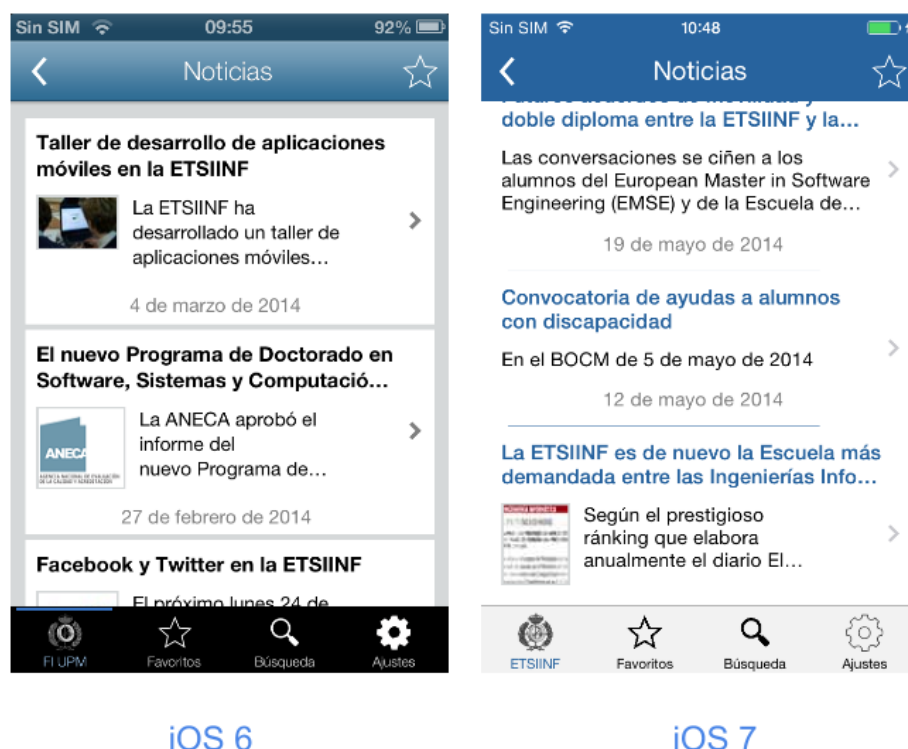 Sin SIM 09:55 92%
Noticias
Taller de desarrollo de aplicaciones
móviles en la ETSIINF
La ETSIINF ha
desarrollado un taller de
aplicaciones móviles...
4 de marzo de 2014
El nuevo Programa de Doctorado en
Software, Sistemas y Computació...
ANECA
La ANECA aprobó el
informe del
nuevo Programa de...
27 de febrero de 2014
Facebook y Twitter en la ETSIINF
El próximo lunes 24 de
FI UPM Favoritos Búsqueda Ajustes
iOS 6
Sin SIM 10:48
Noticias
doble diploma entre la ETSIINF y la...
Las conversaciones se ciñen a los
alumnos del European Master in Software
Engineering (EMSE) y de la Escuela de...
19 de mayo de 2014
Convocatoria de ayudas a alumnos
con discapacidad
En el BOCM de 5 de mayo de 2014
12 de mayo de 2014
La ETSIINF es de nuevo la Escuela más
demandada entre las Ingenierías Info...
Según el prestigioso
ránking que elabora
anualmente el diario El...
ETSIINF Favoritos Búsqueda Ajustes
iOS 7